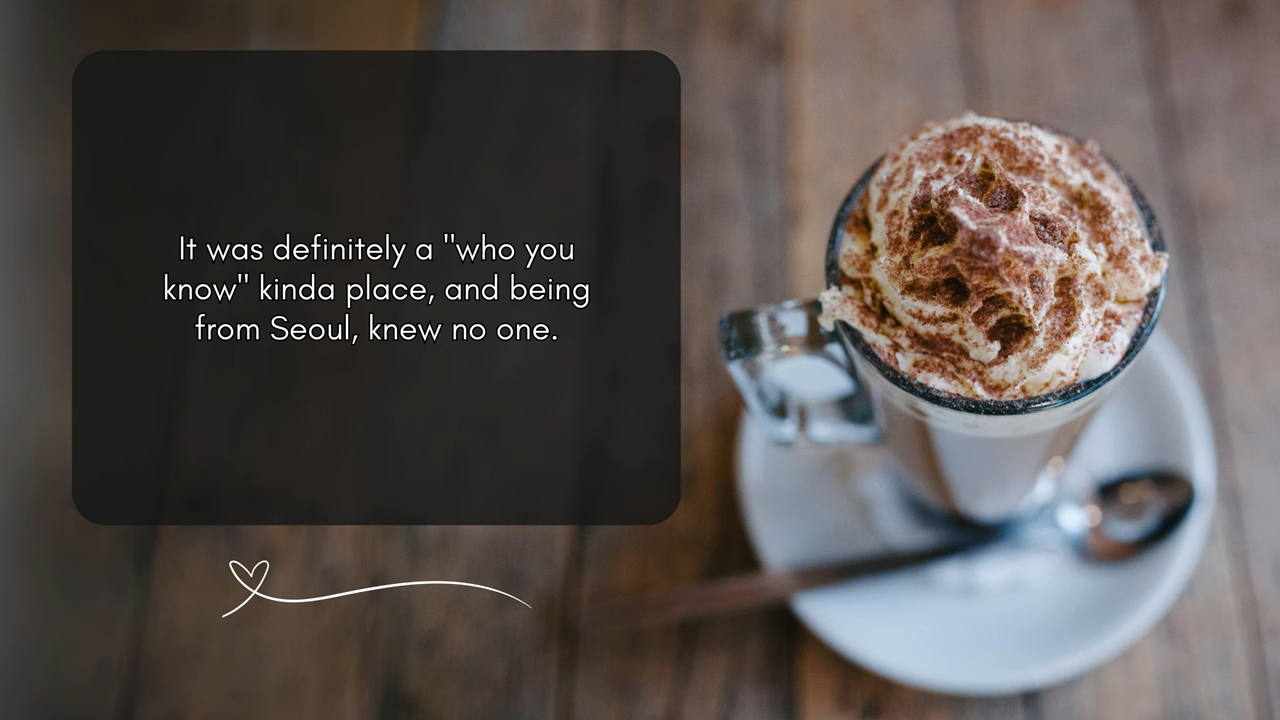 It was definitely a "who you
know" kinda place, and being
from Seoul, knew no one.